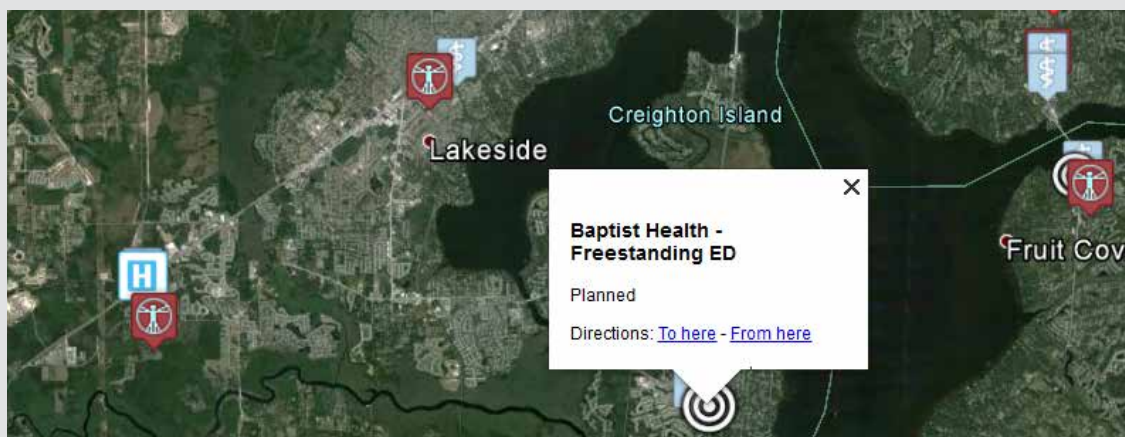 Creighton Island
Lakeside
Baptist Health -
Freestanding ED
Planned
Directions: To here - From here
Fruit Cov
H